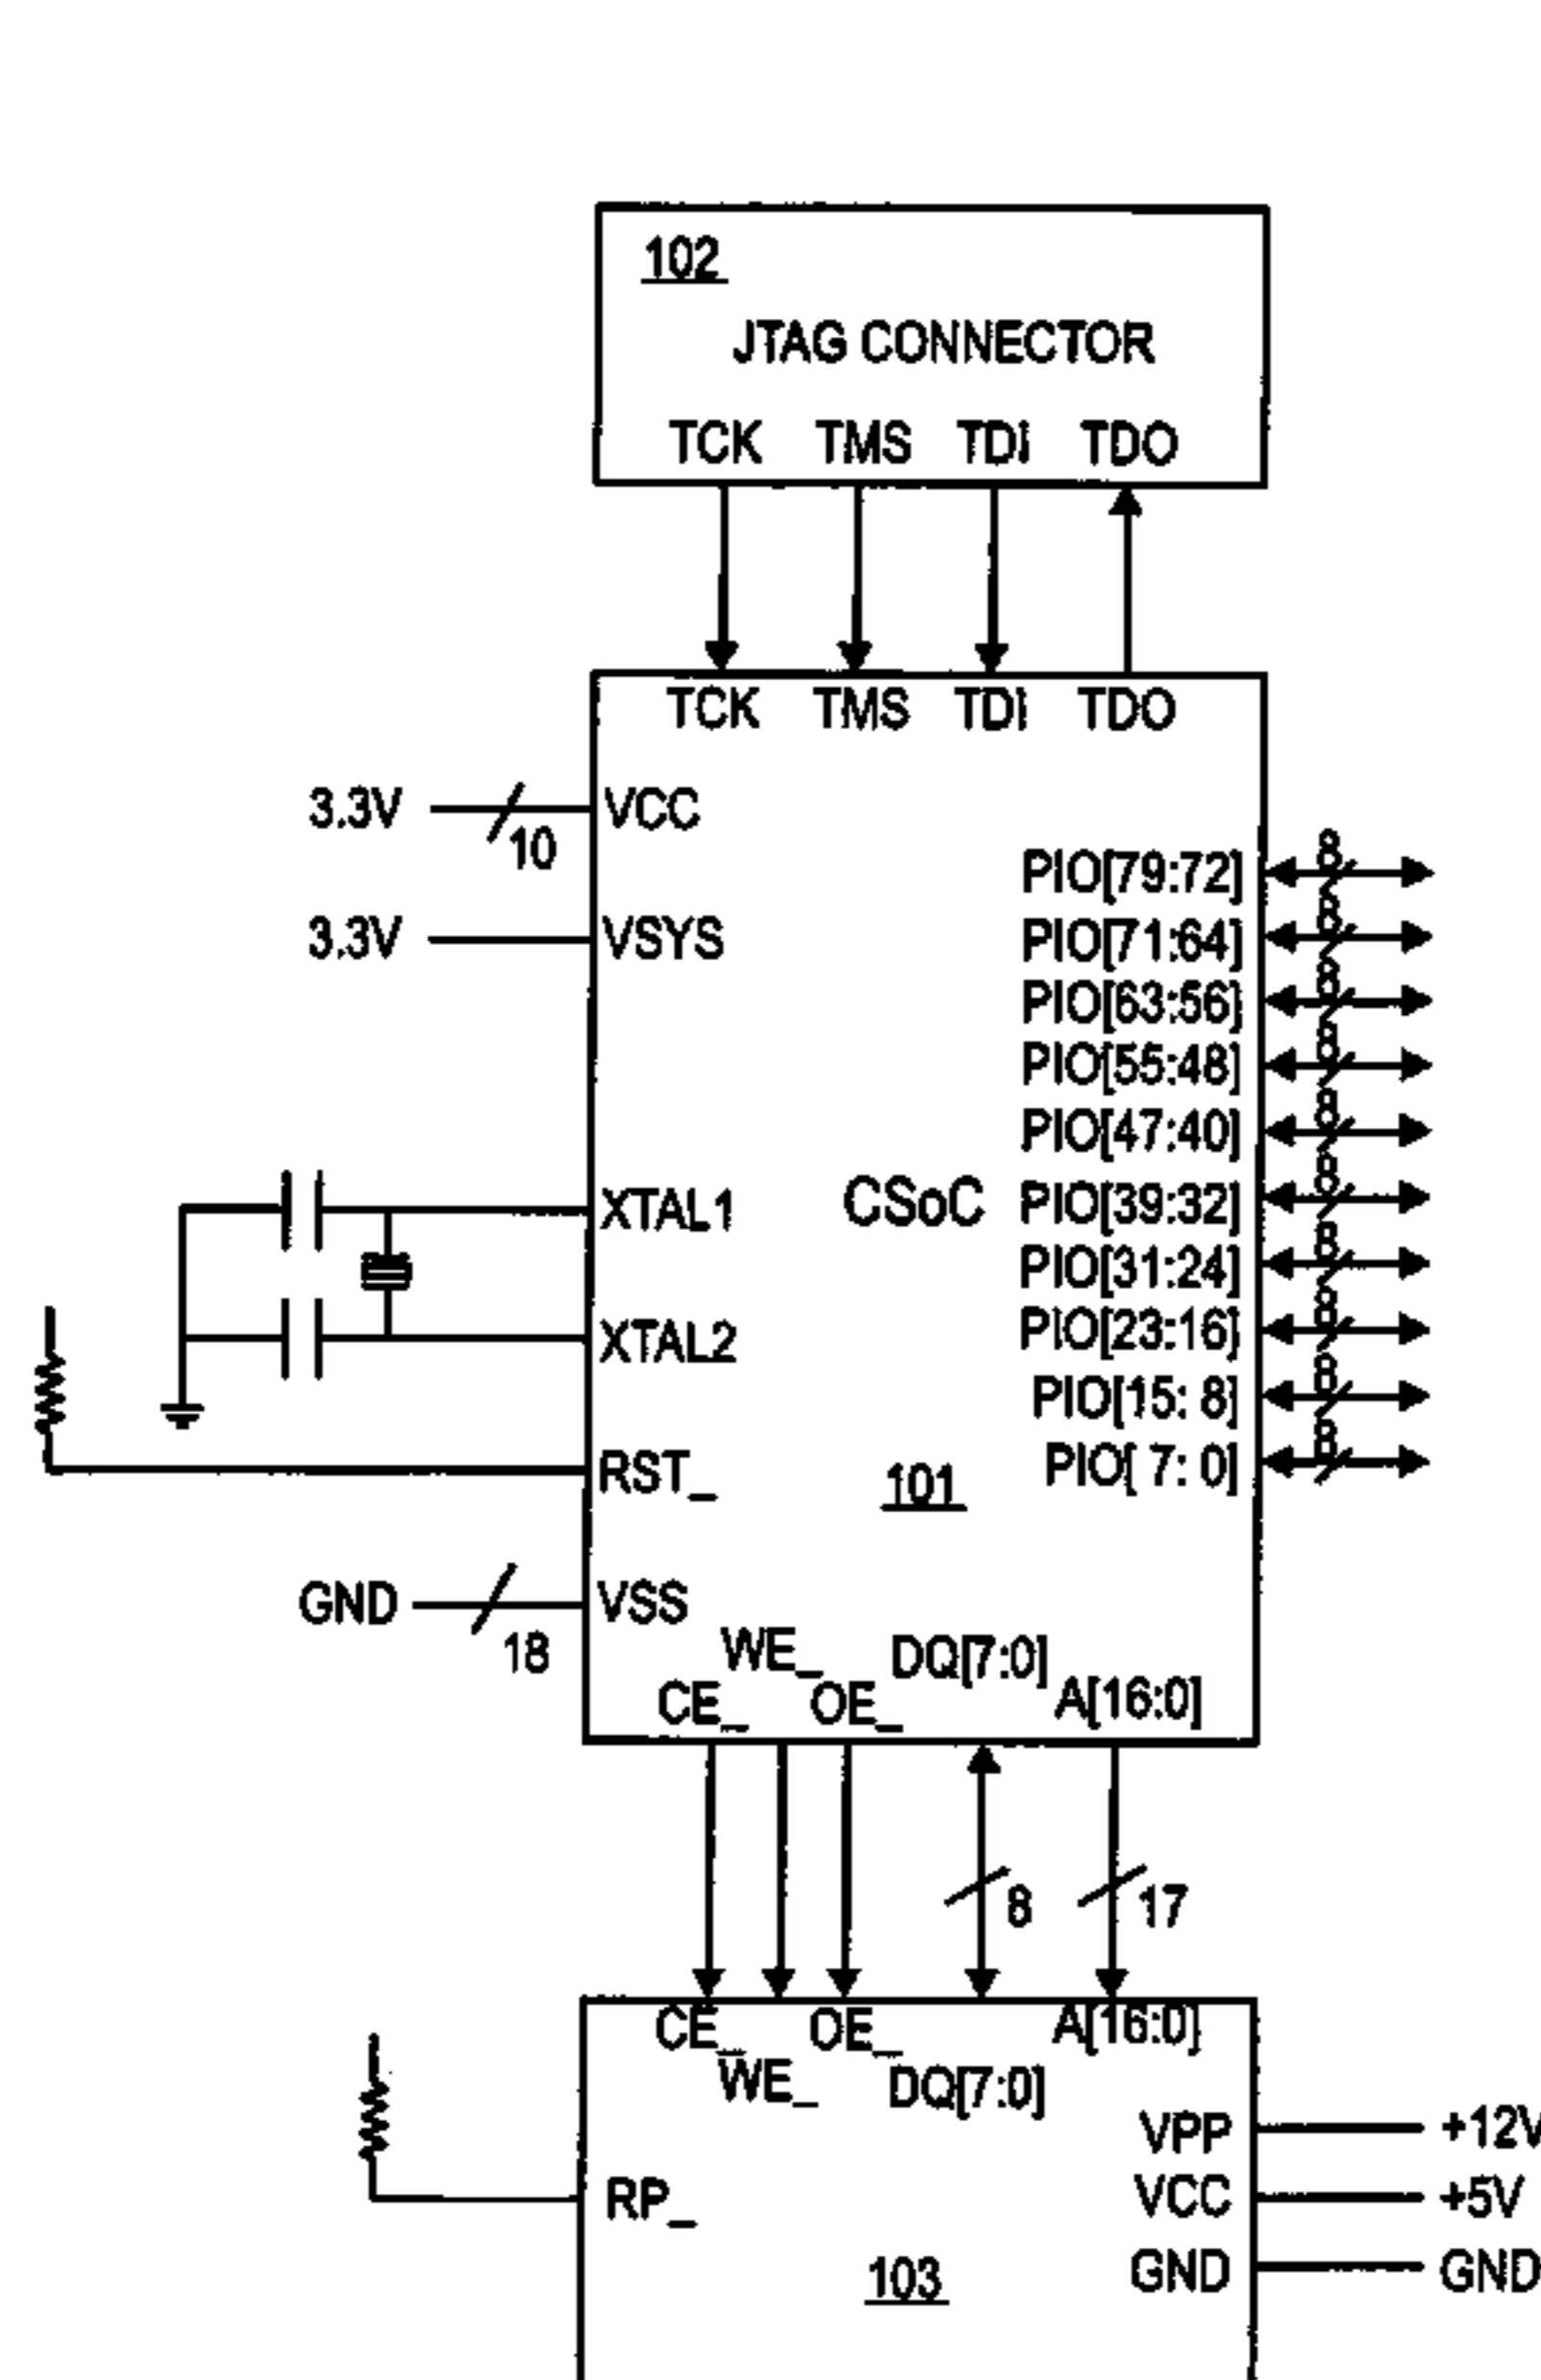 102
JTAG CONNECTOR
TCK TMS TDI TDO
TCK TMS TDI TDO
3.3V VCC
10
3.3V VSYS
PIO[79:72] 8
PIO[71:64] 8
PIO[63:56] 8
PIO[55:48] 8
PIO[47:40] 8
XTAL1 CSoC PIO[39:32] 8
PIO[31:24] 8
XTAL2 PIO[23:16] 8
PIO[15: 8] 8
RST_ PIO[ 7: 0] 8
101
GND VSS
18
WE_ DQ[7:0]
CE_ OE_ A[16:0]
8 17
CE_ OE_ A[16:0]
WE_ DQ[7:0]
VPP +12V
RP_ VCC +5V
103 GND GND